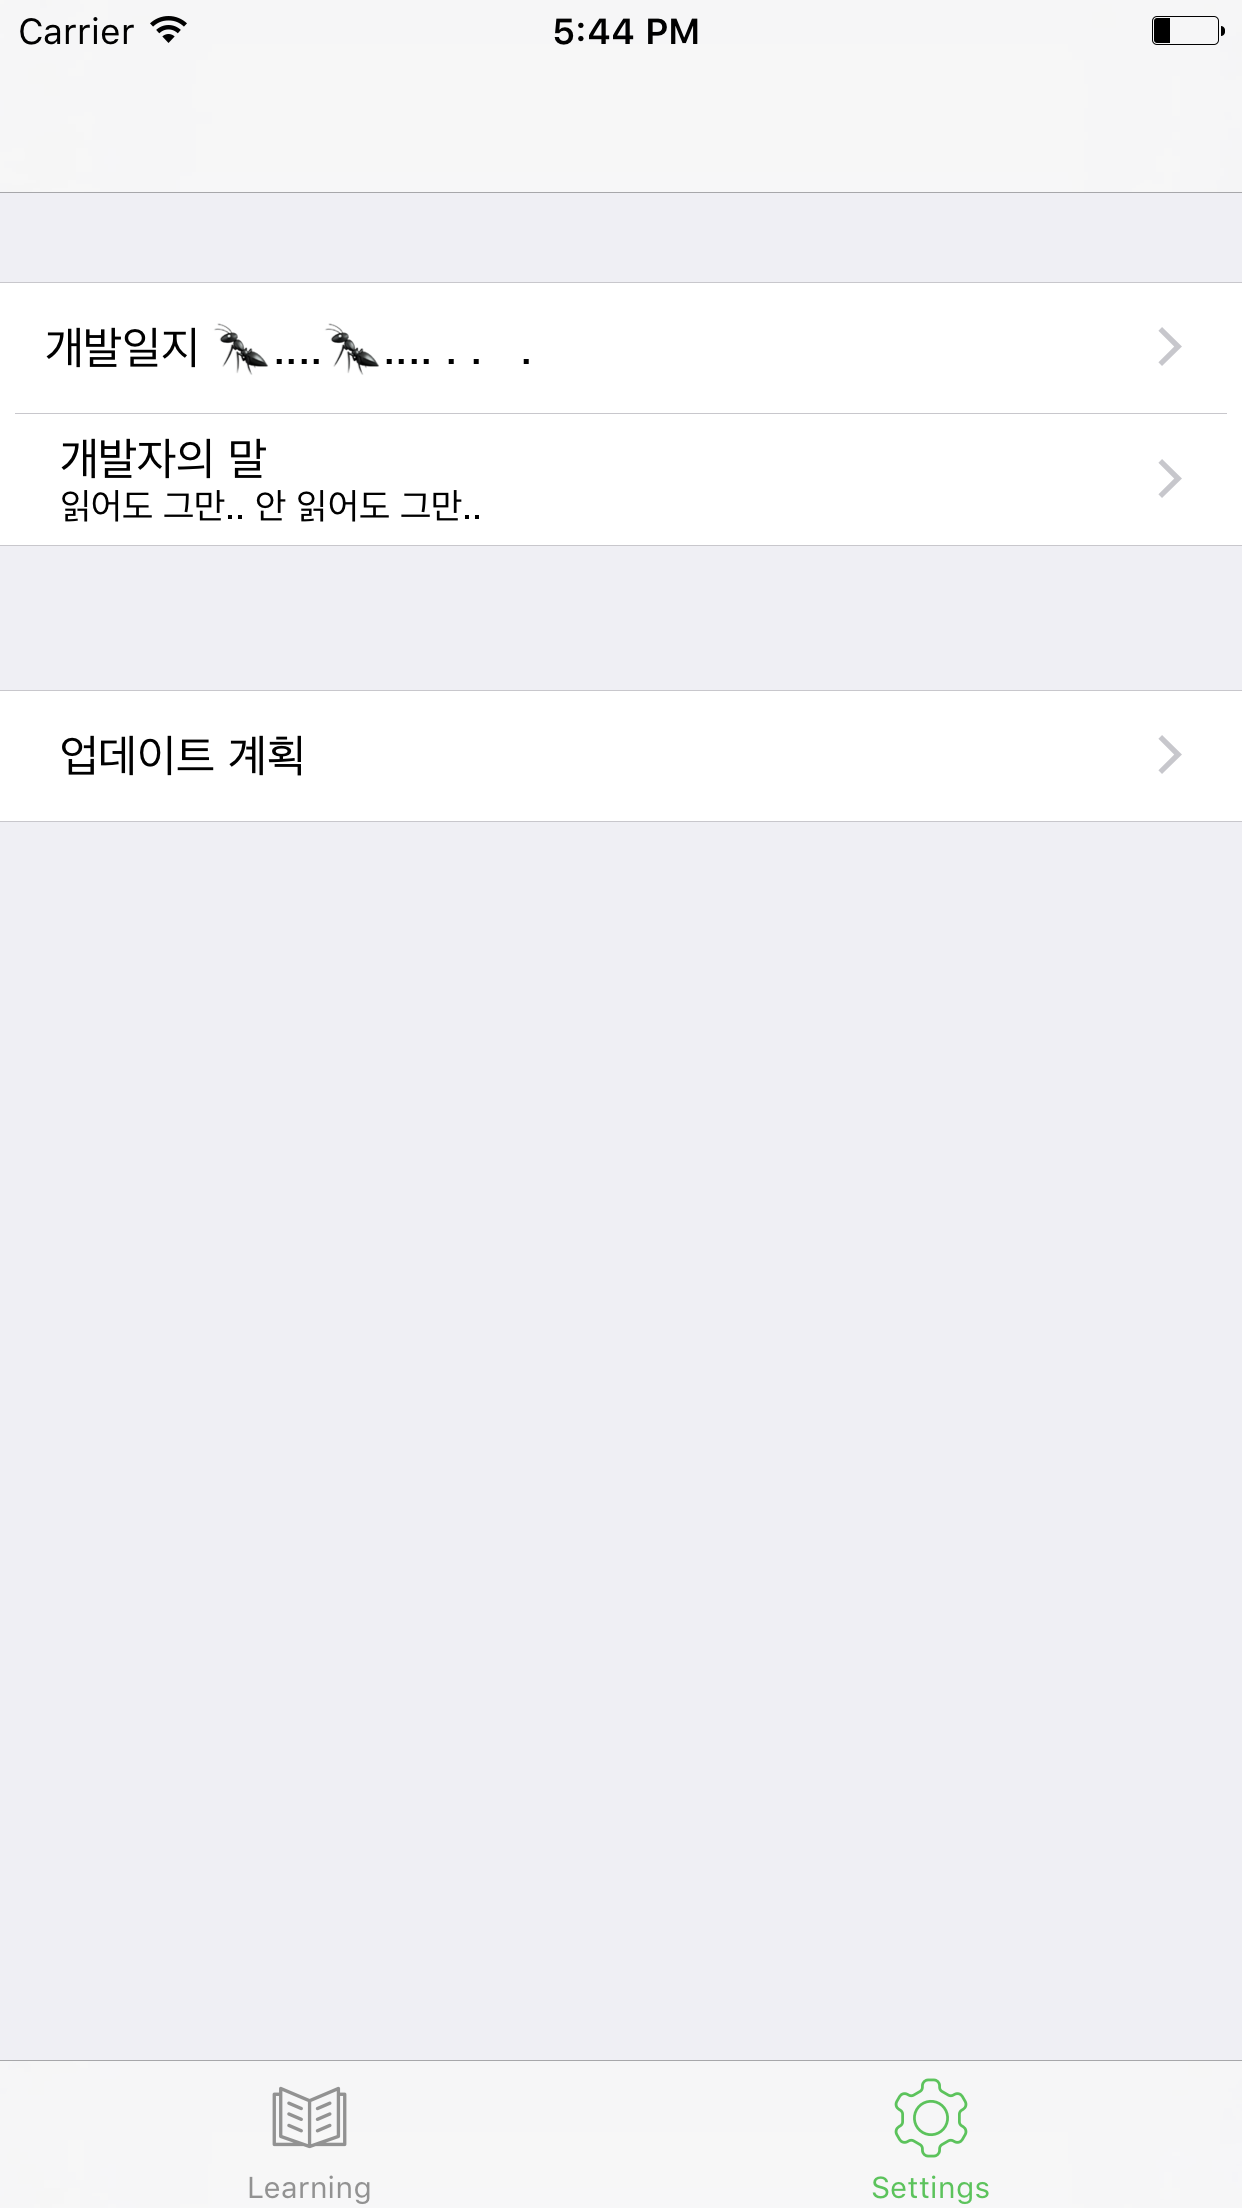 Carrier 5:44 PM
개발일지 🐜....🐜.... . .   .
개발자의 말
읽어도 그만.. 안 읽어도 그만..
업데이트 계획
Learning Settings